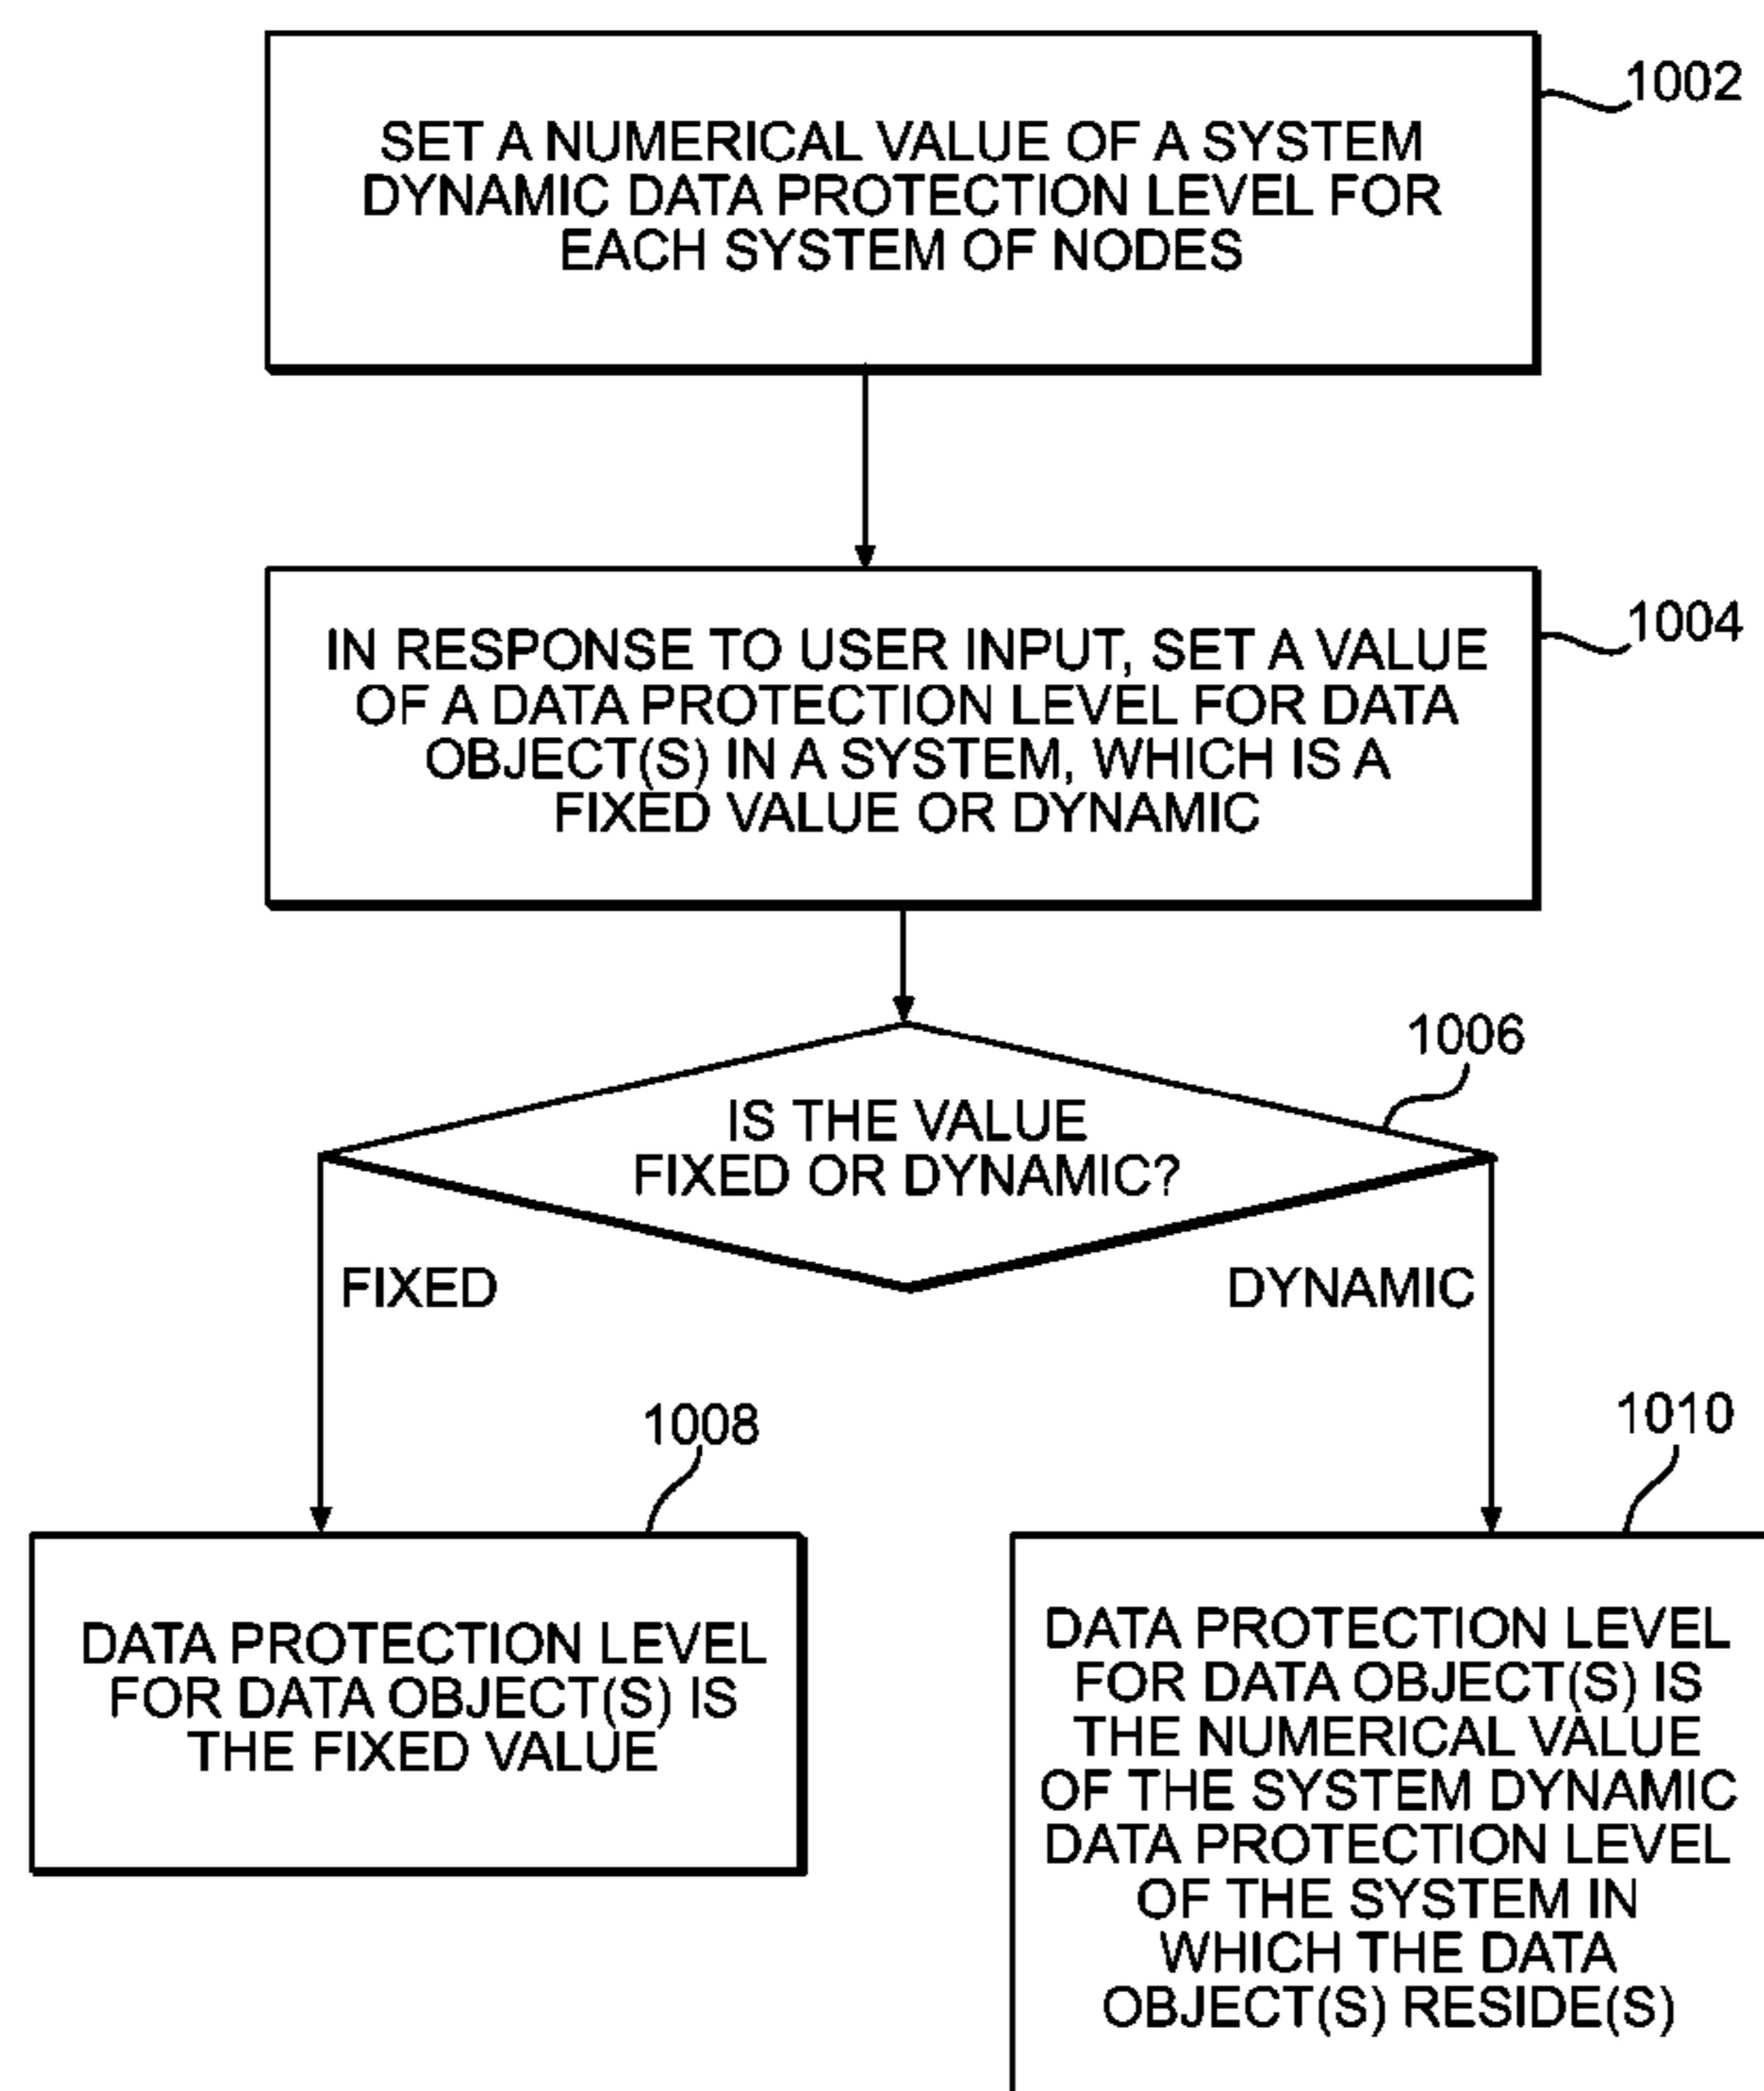 1002
SET A NUMERICAL VALUE OF A SYSTEM
DYNAMIC DATA PROTECTION LEVEL FOR
EACH SYSTEM OF NODES
1004
IN RESPONSE TO USER INPUT, SET A VALUE
OF A DATA PROTECTION LEVEL FOR DATA
OBJECT(S) IN A SYSTEM, WHICH IS A
FIXED VALUE OR DYNAMIC
1006
IS THE VALUE
FIXED OR DYNAMIC?
FIXED
DYNAMIC
1008
DATA PROTECTION LEVEL
FOR DATA OBJECT(S) IS
THE FIXED VALUE
1010
DATA PROTECTION LEVEL
FOR DATA OBJECT(S) IS
THE NUMERICAL VALUE
OF THE SYSTEM DYNAMIC
DATA PROTECTION LEVEL
OF THE SYSTEM IN
WHICH THE DATA
OBJECT(S) RESIDE(S)